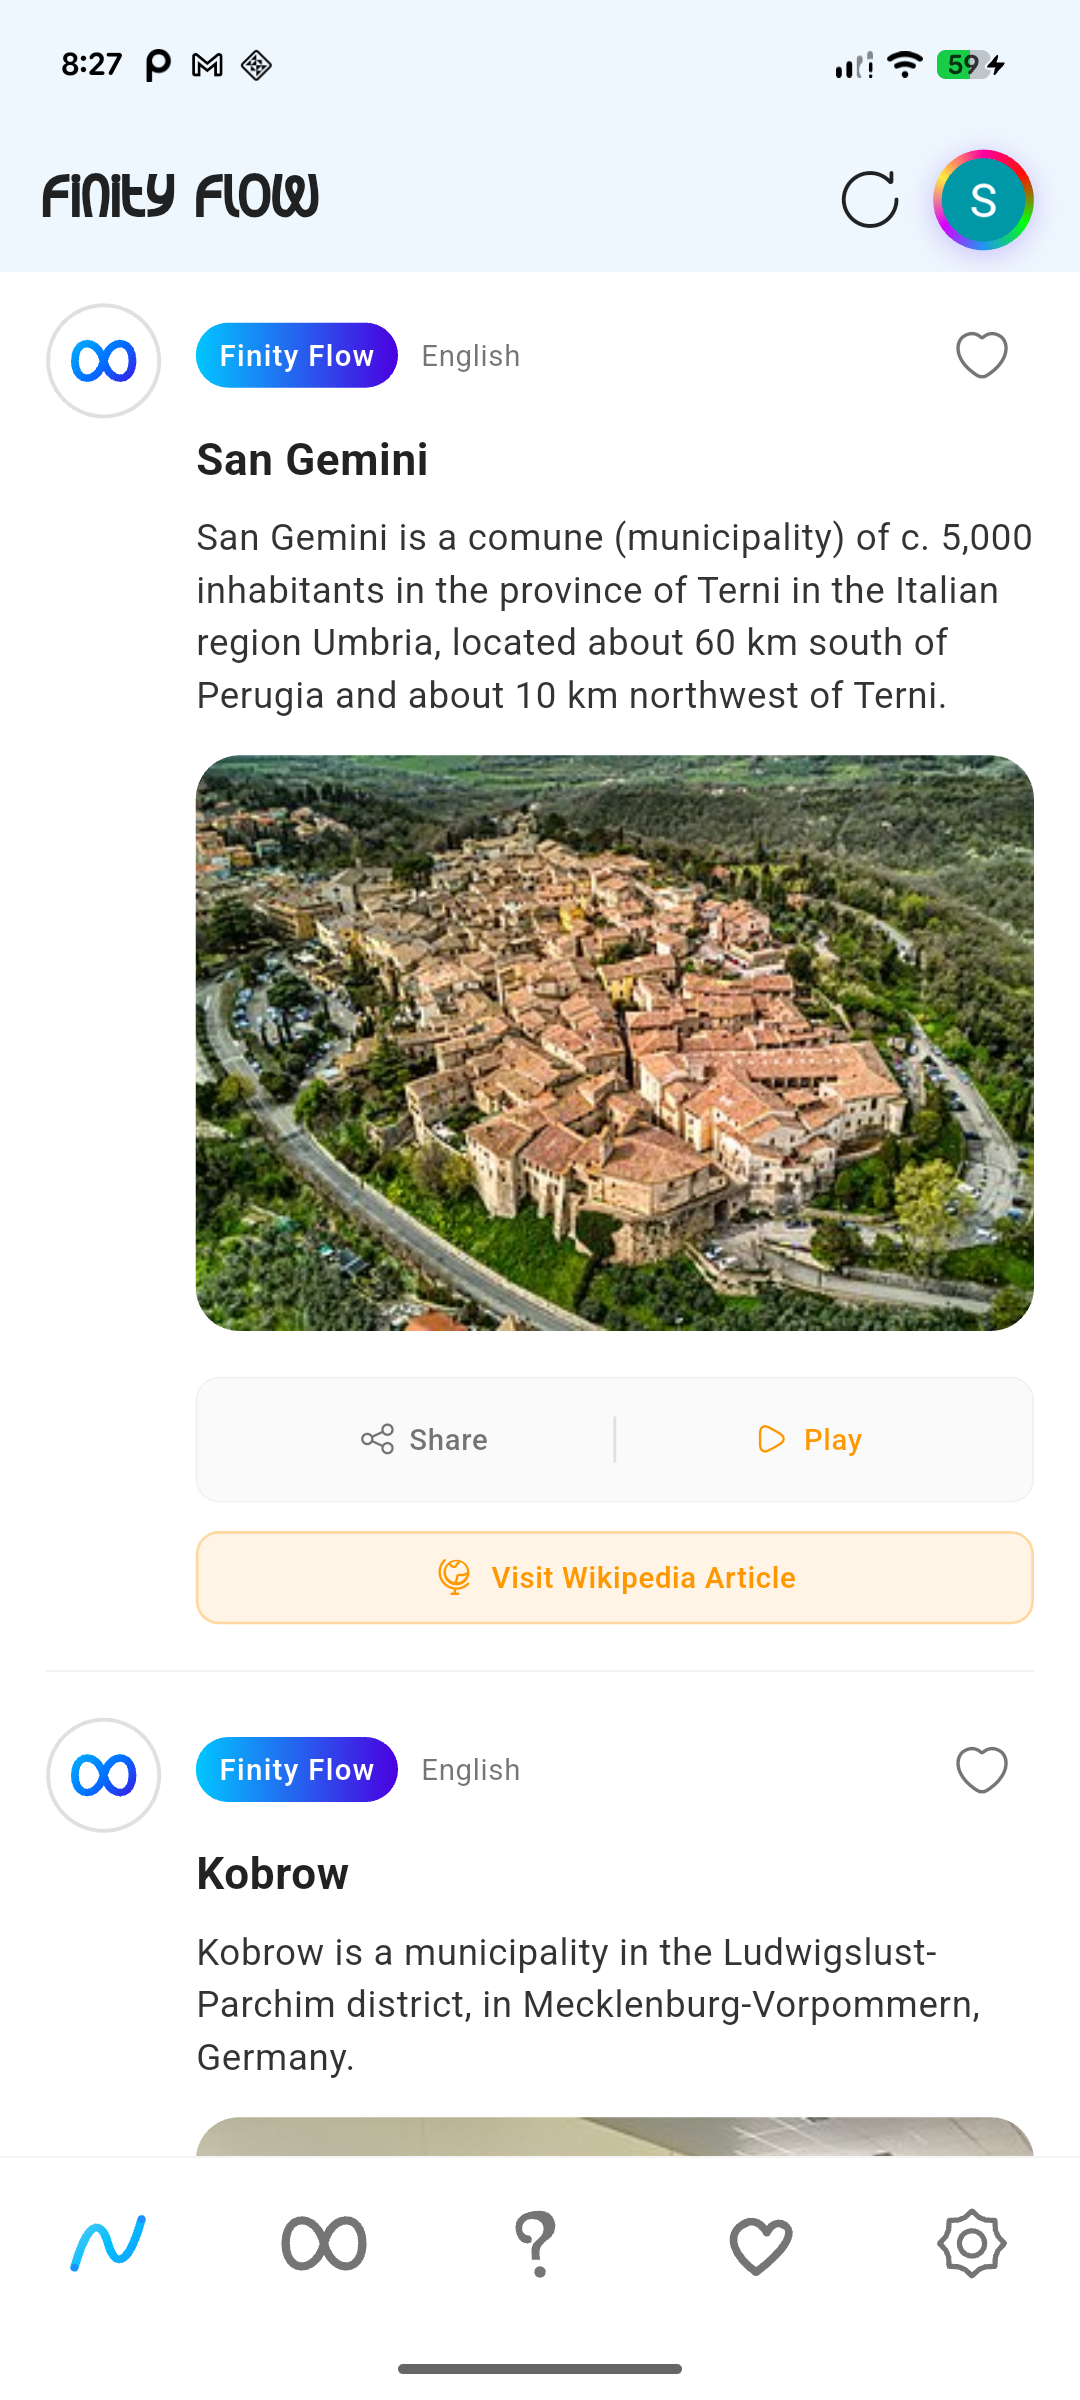 8:27
59
Finity Flow
S
Finity Flow English
San Gemini
San Gemini is a comune (municipality) of c. 5,000
inhabitants in the province of Terni in the Italian
region Umbria, located about 60 km south of
Perugia and about 10 km northwest of Terni.
Share
Play
Visit Wikipedia Article
Finity Flow English
Kobrow
Kobrow is a municipality in the Ludwigslust-
Parchim district, in Mecklenburg-Vorpommern,
Germany.